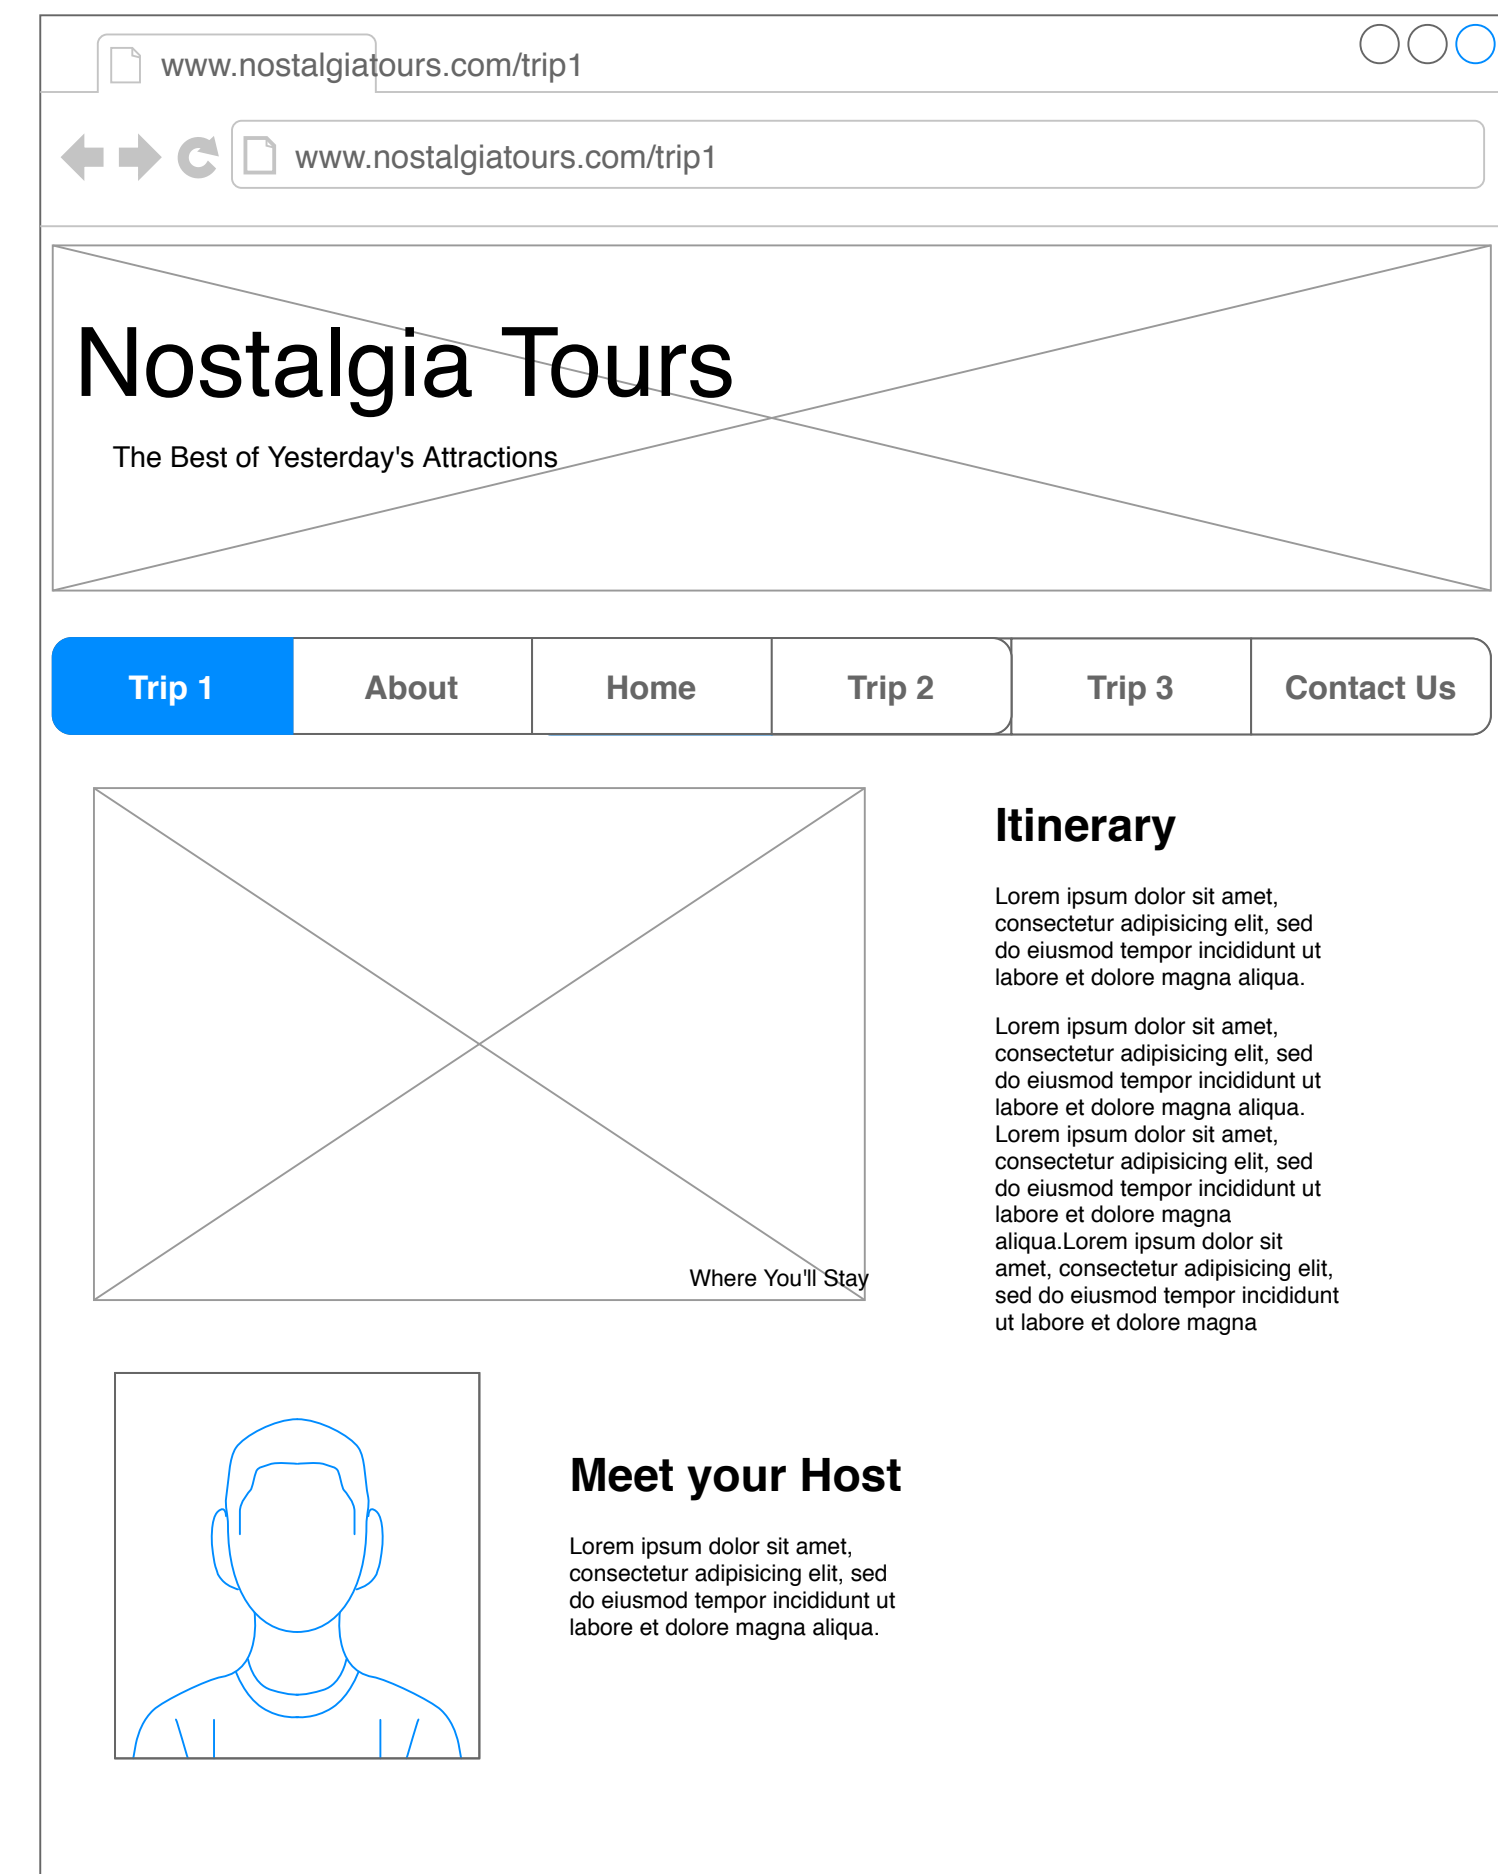 www.nostalgiatours.com/trip1
www.nostalgiatours.com/trip1
Nostalgia Tours
The Best of Yesterday's Attractions
Trip 1 About Home Trip 2 Trip 3 Contact Us
Itinerary
Lorem ipsum dolor sit amet,
consectetur adipisicing elit, sed
do eiusmod tempor incididunt ut
labore et dolore magna aliqua.
Lorem ipsum dolor sit amet,
consectetur adipisicing elit, sed
do eiusmod tempor incididunt ut
labore et dolore magna aliqua.
Lorem ipsum dolor sit amet,
consectetur adipisicing elit, sed
do eiusmod tempor incididunt ut
labore et dolore magna
aliqua.Lorem ipsum dolor sit
amet, consectetur adipisicing elit,
sed do eiusmod tempor incididunt
ut labore et dolore magna
Where You'll Stay
Meet your Host
Lorem ipsum dolor sit amet,
consectetur adipisicing elit, sed
do eiusmod tempor incididunt ut
labore et dolore magna aliqua.